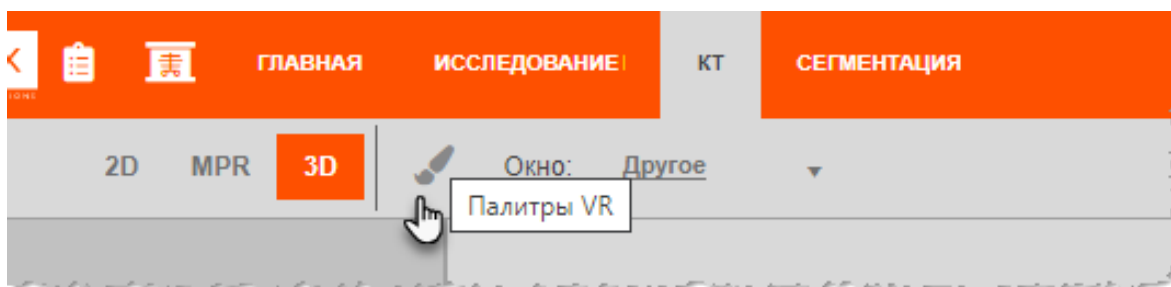 ГЛАВНАЯ ИССЛЕДОВАНИЕ КТ СЕГМЕНТАЦИЯ
2D MPR 3D Окно: Другое
Палитры VR